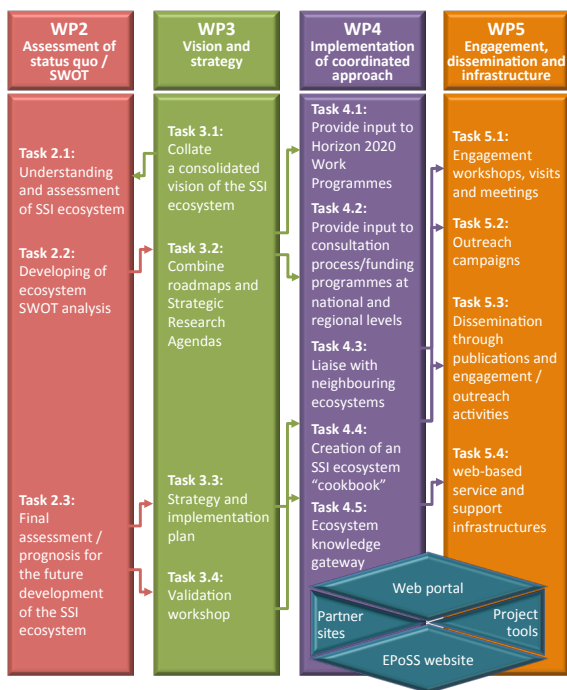 WP2
Assessment of
status quo /
SWOT
Task 2.1:
Understanding
and assessment
of SSI ecosystem
Task 2.2:
Developing of
ecosystem
SWOT analysis
Task 2.3:
Final
assessment /
prognosis for
the future
development
of the SSI
ecosystem
WP3
Vision and
strategy
Task 3.1:
Collate
a consolidated
vision of the SSI
ecosystem
Task 3.2:
Combine
roadmaps and
Strategic
Research
Agendas
Task 3.3:
Strategy and
implementation
plan
Task 3.4:
Validation
workshop
WP4
Implementation
of coordinated
approach
Task 4.1:
Provide input to
Horizon 2020
Work
Programmes
Task 4.2:
Provide input to
consultation
process/funding
programmes at
national and
regional levels
Task 4.3:
Liaise with
neighbouring
ecosystems
Task 4.4:
Creation of an
SSI ecosystem
“cookbook”
Task 4.5:
Ecosystem
knowledge
gateway
WP5
Engagement,
dissemination and
infrastructure
Task 5.1:
Engagement
workshops, visits
and meetings
Task 5.2:
Outreach
campaigns
Task 5.3:
Dissemination
through
publications and
engagement /
outreach
activities
Task 5.4:
web-based
service and
support
infrastructures
Web portal
Partner
sites
Project
tools
EPoSS website